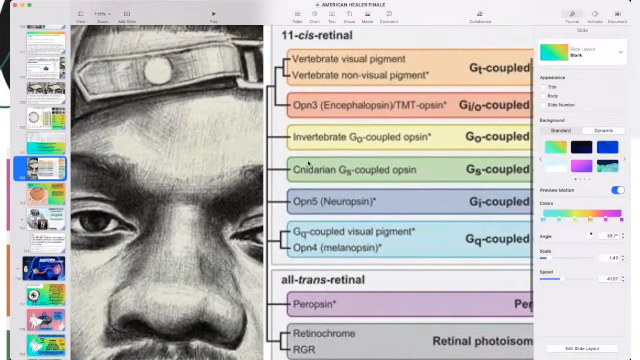 AMERICAN HEALER FINALE
115%
View
Zoom
Add Slide
Play
Table
Chart
Text
Shape
Media
Comment
Collaborate
Format
Animate
Document
Slide
Slide Layout
Blank
Appearance
Title
Body
Slide Number
Background
Standard
Dynamic
Preview Motion
Colors
Angle
Scale
Speed
Edit Slide Layout
11-cis-retinal
Vertebrate visual pigment
Vertebrate non-visual pigment*
Gt-coupled
Opn3 (Encephalopsin)/TMT-opsin*
Gi/o-coupled
Invertebrate Go-coupled opsin*
Go-coupled
Cnidarian Gs-coupled opsin
Gs-coupled
Opn5 (Neuropsin)*
Gi-coupled
Gq-coupled visual pigment*
Opn4 (melanopsin)*
Gq-coupled
all-trans-retinal
Peropsin*
Retinochrome
RGR
Retinal photoisom